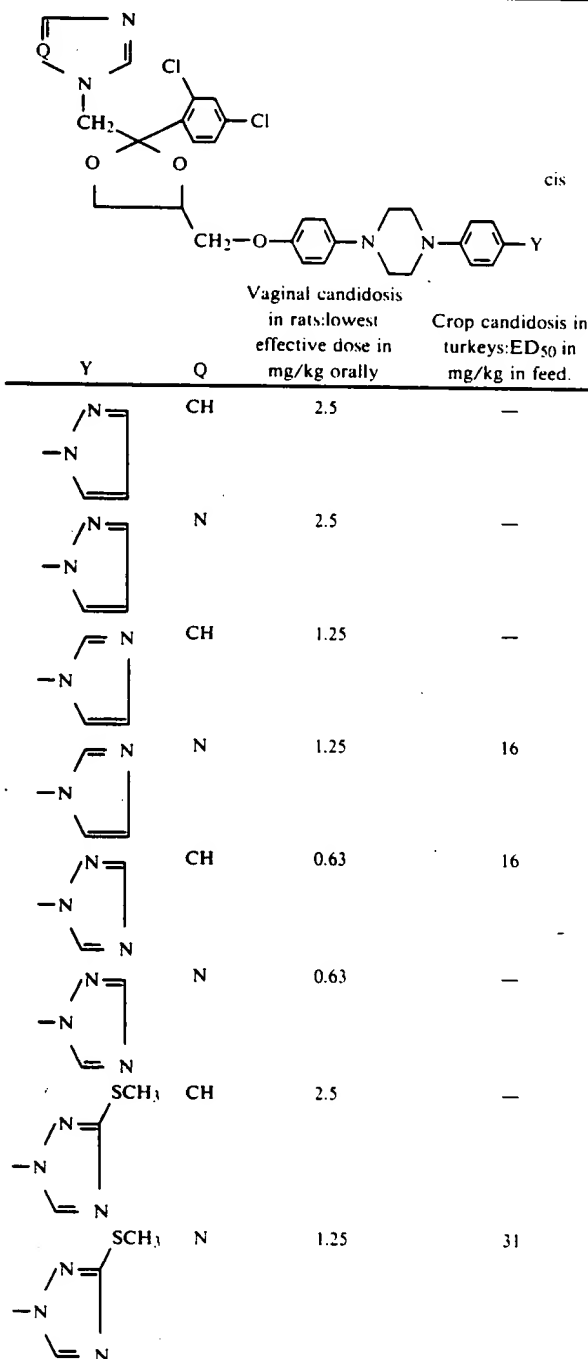 N
Q
N
Cl
CH₂
Cl
O O
cis
CH₂—O N N Y
Vaginal candidosis
in rats:lowest
effective dose in
mg/kg orally
Crop candidosis in
turkeys:ED₅₀ in
mg/kg in feed.
Y Q
N CH 2.5 —
—N
N N 2.5 —
—N
N CH 1.25 —
—N
N N 1.25 16
—N
N CH 0.63 16
—N
N
N N 0.63 —
—N
N
SCH₃ CH 2.5 —
N
—N
N
SCH₃ N 1.25 31
N
—N
N